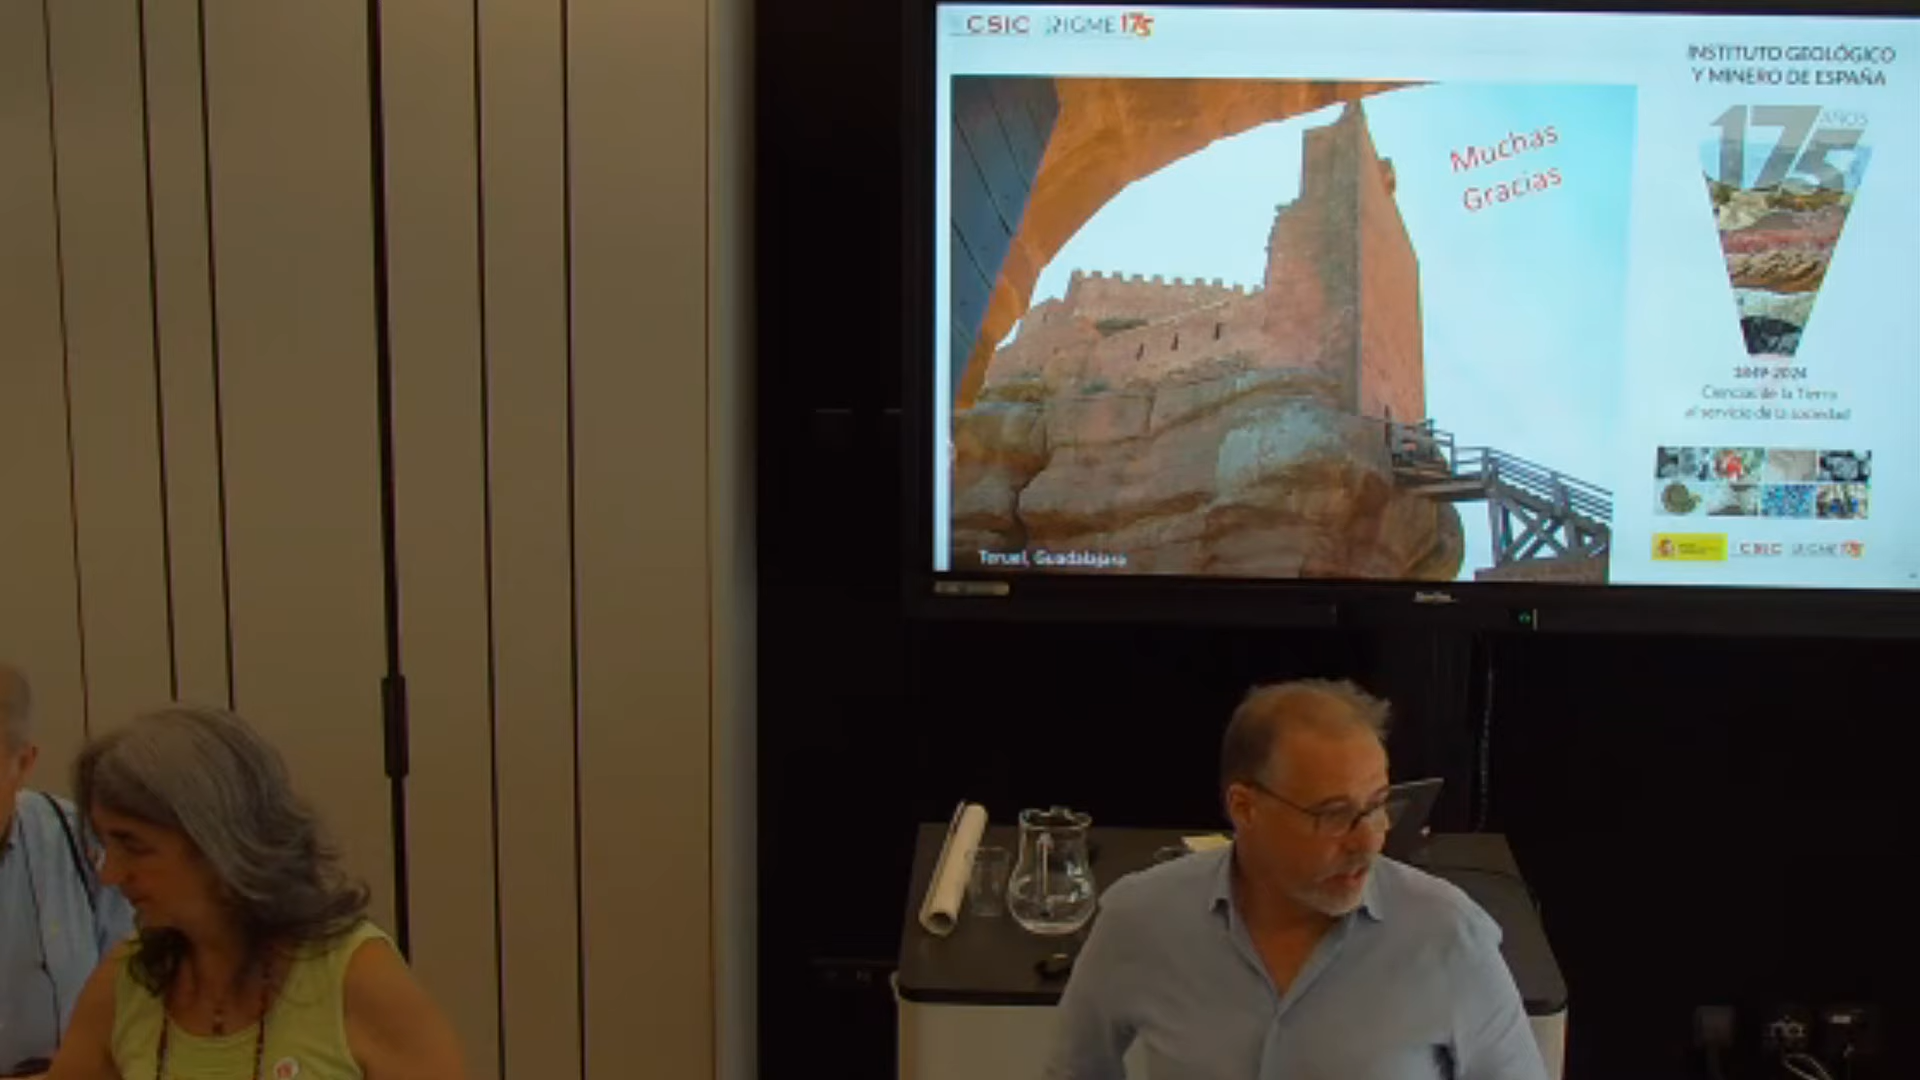 CSIC IGME 175
INSTITUTO GEOLÓGICO
Y MINERO DE ESPAÑA
175 AÑOS
Muchas
Gracias
1849-2024
Ciencias de la Tierra
al servicio de la sociedad
Teruel, Guadalajara
CSIC IGME 175